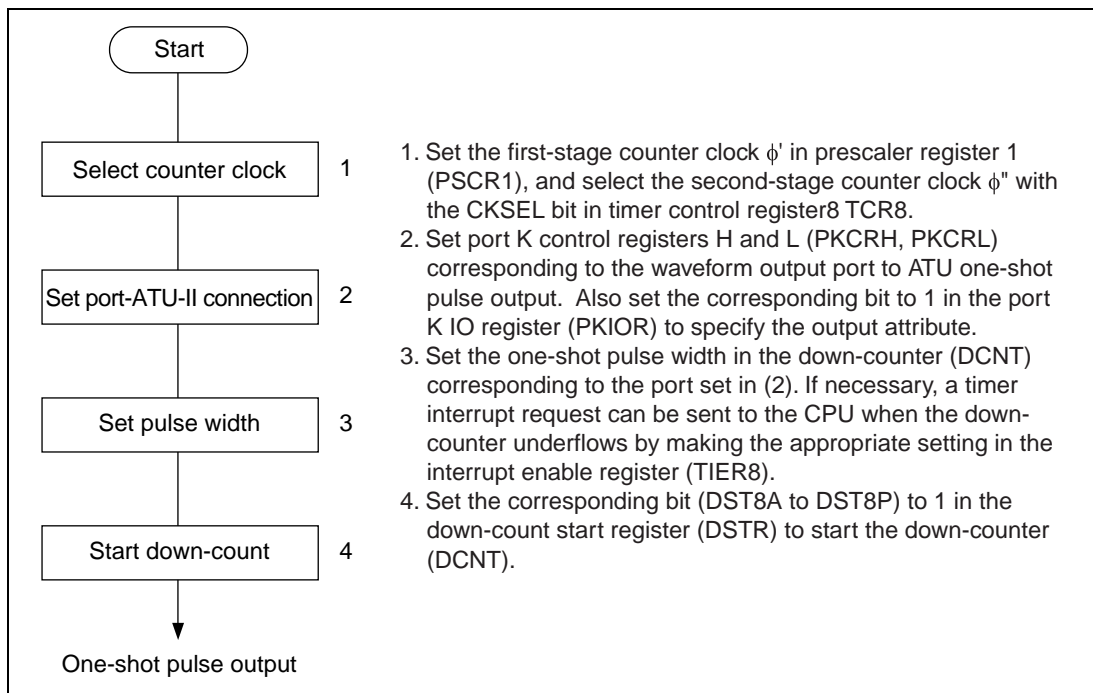 Start
Select counter clock
1
Set port-ATU-II connection
2
Set pulse width
3
Start down-count
4
One-shot pulse output
1. Set the first-stage counter clock ϕ' in prescaler register 1
(PSCR1), and select the second-stage counter clock ϕ" with
the CKSEL bit in timer control register8 TCR8.
2. Set port K control registers H and L (PKCRH, PKCRL)
corresponding to the waveform output port to ATU one-shot
pulse output. Also set the corresponding bit to 1 in the port
K IO register (PKIOR) to specify the output attribute.
3. Set the one-shot pulse width in the down-counter (DCNT)
corresponding to the port set in (2). If necessary, a timer
interrupt request can be sent to the CPU when the down-
counter underflows by making the appropriate setting in the
interrupt enable register (TIER8).
4. Set the corresponding bit (DST8A to DST8P) to 1 in the
down-count start register (DSTR) to start the down-counter
(DCNT).